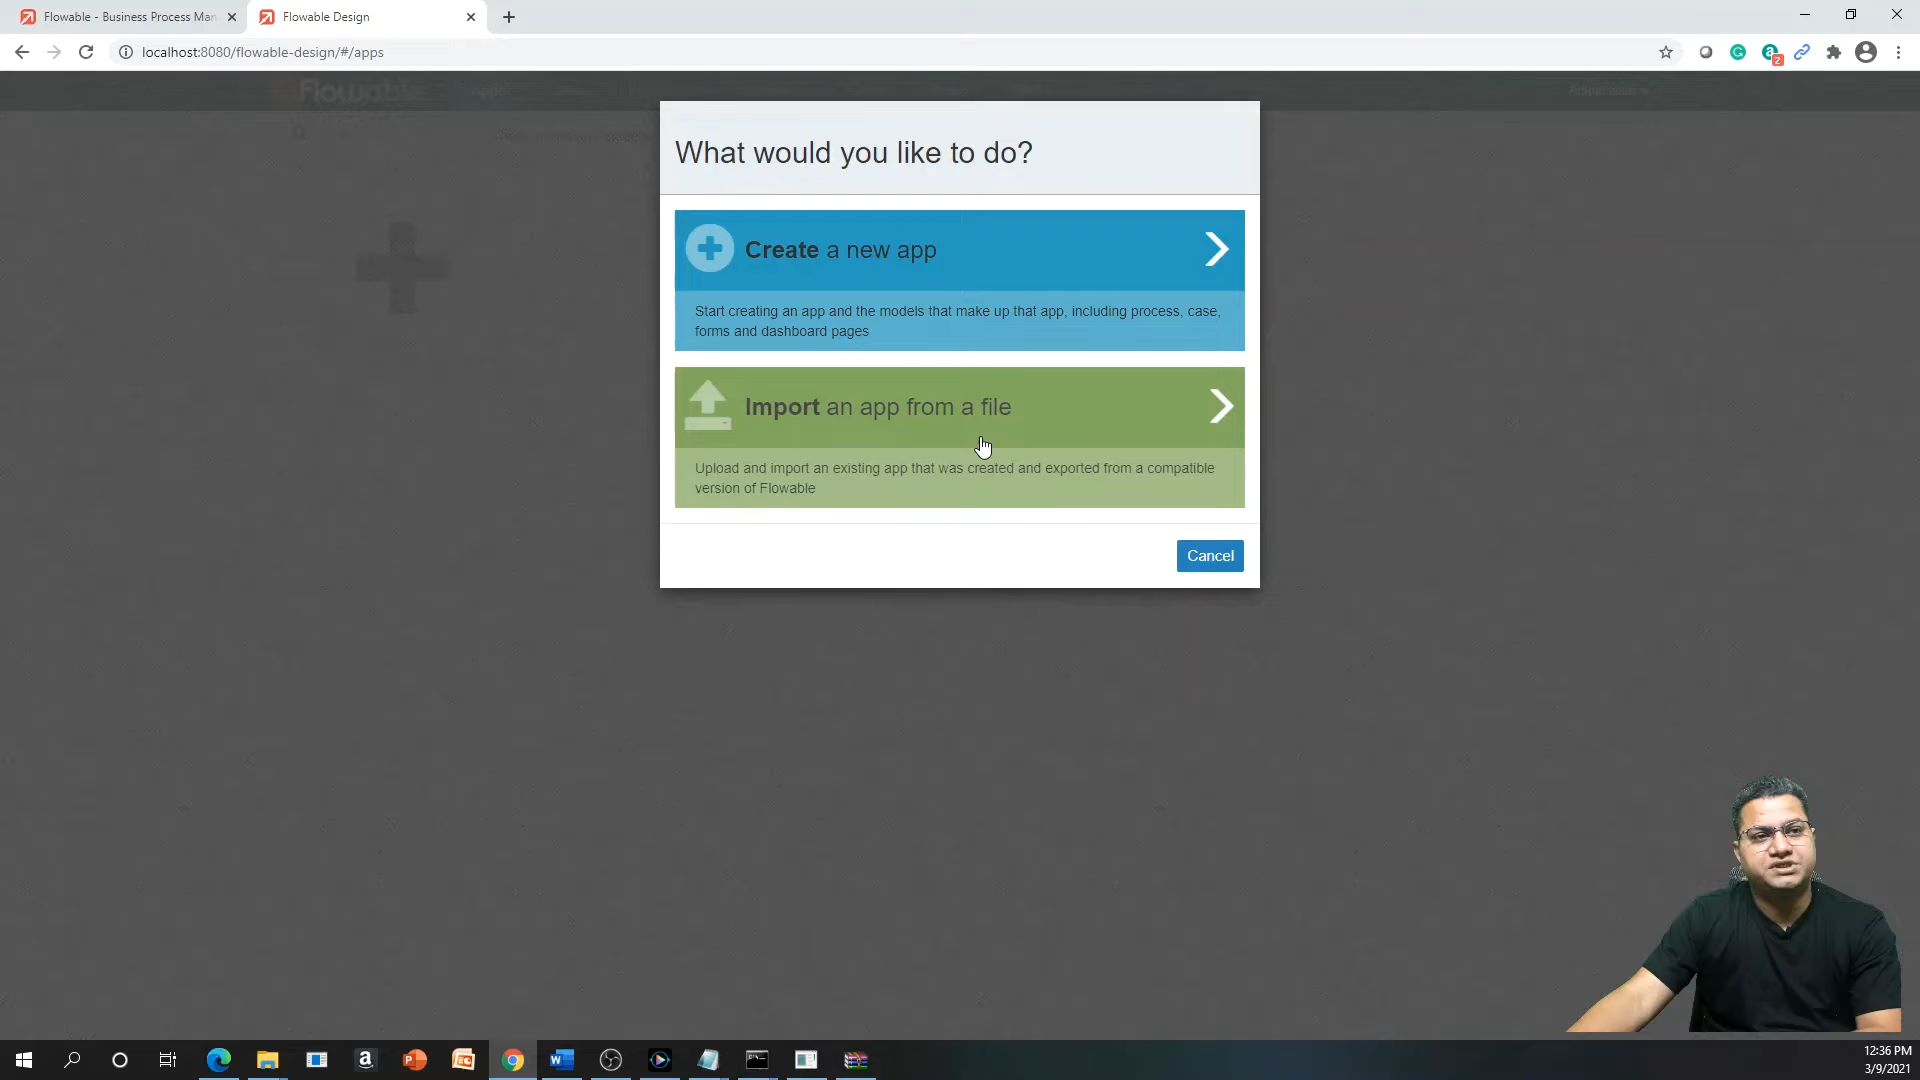 Flowable - Business Process Man
Flowable Design
localhost:8080/flowable-design/#/apps
2
Flowable
Apps
What would you like to do?
Create a new app
Start creating an app and the models that make up that app, including process, case,
forms and dashboard pages
Import an app from a file
Upload and import an existing app that was created and exported from a compatible
version of Flowable
Cancel
12:36 PM
3/9/2021